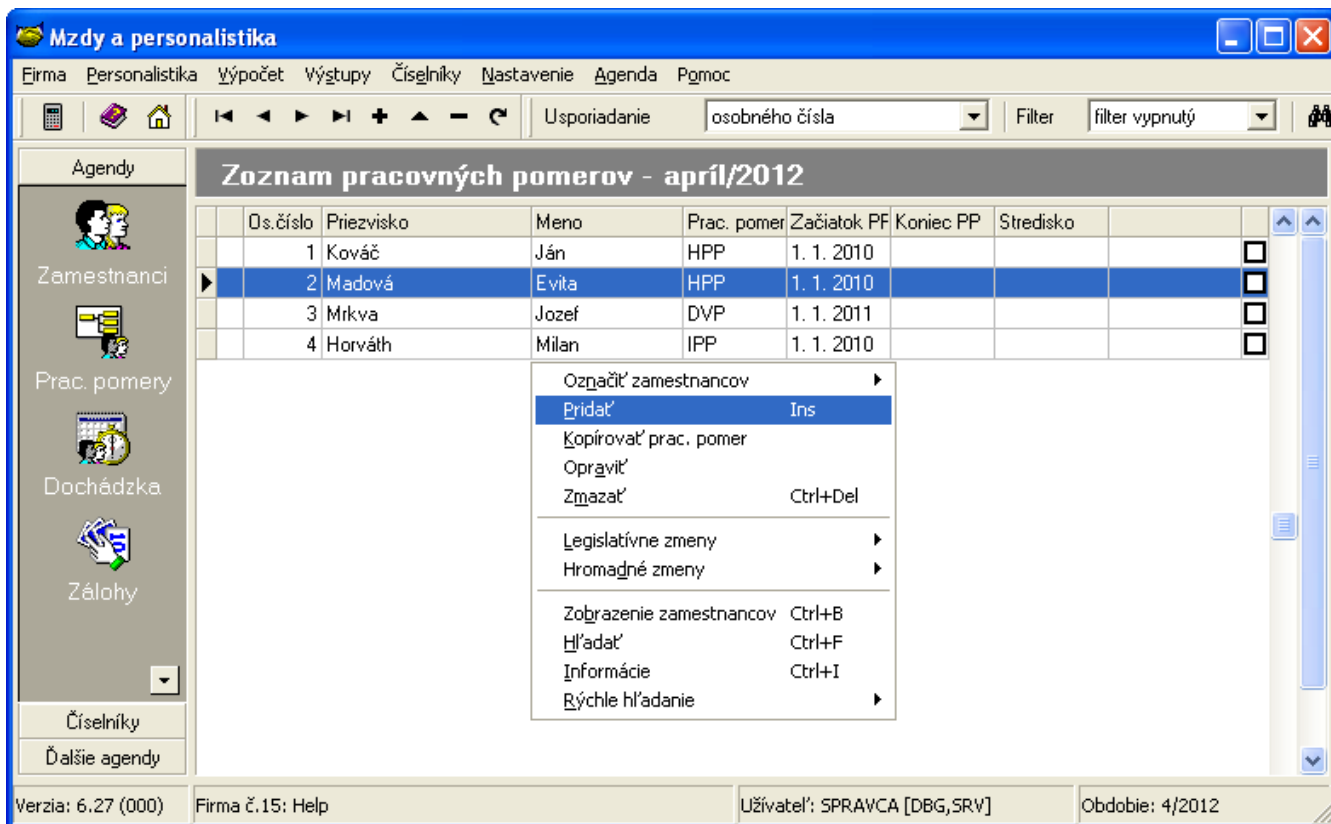 Mzdy a personalistika
Firma Personalistika Výpočet Výstupy Číselníky Nastavenie Agenda Pomoc
Usporiadanie osobného čísla Filter filter vypnutý
Agendy
Zoznam pracovných pomerov - apríl/2012
Os.číslo Priezvisko Meno Prac. pomer Začiatok PP Koniec PP Stredisko
1 Kováč Ján HPP 1. 1. 2010
2 Madová Evita HPP 1. 1. 2010
3 Mrkva Jozef DVP 1. 1. 2011
4 Horváth Milan IPP 1. 1. 2010
Zamestnanci
Prac. pomery
Dochádzka
Zálohy
Označiť zamestnancov
Pridať Ins
Kopírovať prac. pomer
Opraviť
Zmazať Ctrl+Del
Legislatívne zmeny
Hromadné zmeny
Zobrazenie zamestnancov Ctrl+B
Hľadať Ctrl+F
Informácie Ctrl+I
Rýchle hľadanie
Číselníky
Ďalšie agendy
Verzia: 6.27 (000) Firma č.15: Help Užívateľ: SPRAVCA [DBG,SRV] Obdobie: 4/2012